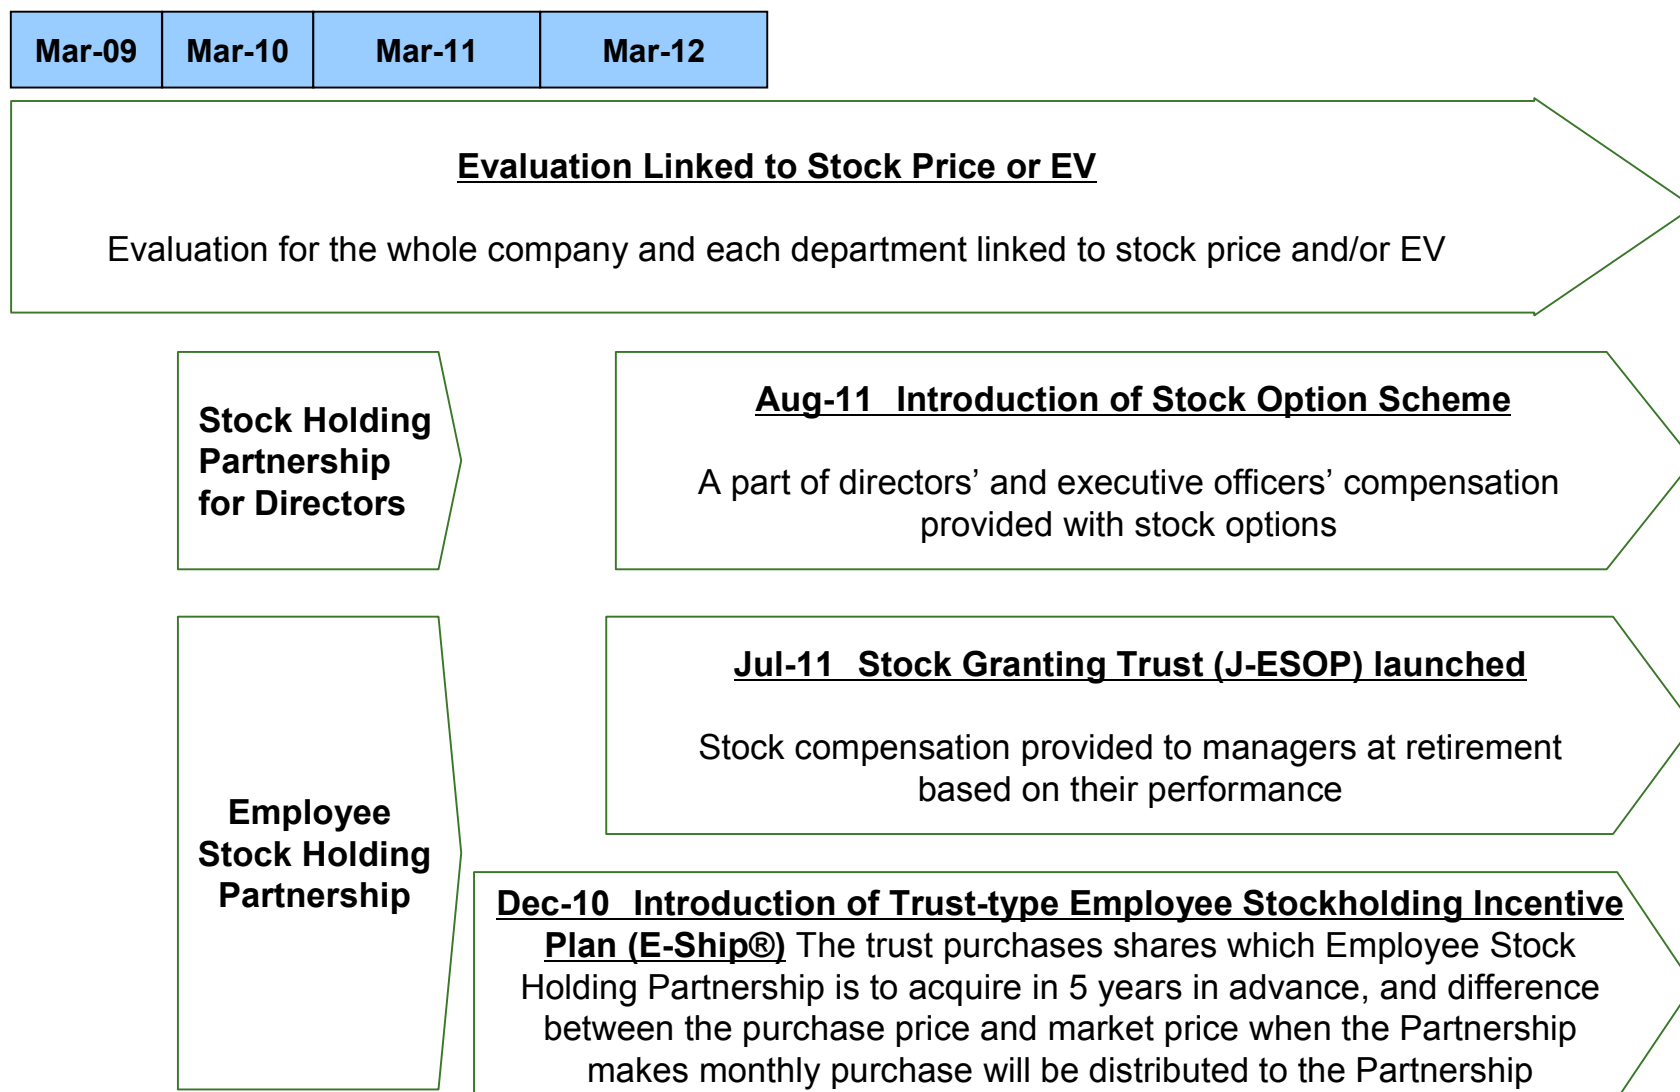 Mar-09 Mar-10 Mar-11 Mar-12
Evaluation Linked to Stock Price or EV
Evaluation for the whole company and each department linked to stock price and/or EV
Stock Holding
Partnership
for Directors
Aug-11 Introduction of Stock Option Scheme
A part of directors’ and executive officers’ compensation
provided with stock options
Employee
Stock Holding
Partnership
Jul-11 Stock Granting Trust (J-ESOP) launched
Stock compensation provided to managers at retirement
based on their performance
Dec-10 Introduction of Trust-type Employee Stockholding Incentive
Plan (E-Ship®) The trust purchases shares which Employee Stock
Holding Partnership is to acquire in 5 years in advance, and difference
between the purchase price and market price when the Partnership
makes monthly purchase will be distributed to the Partnership